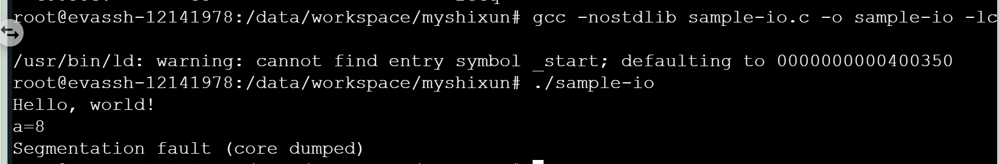 root@evassh-12141978:/data/workspace/myshixun# gcc -nostdlib sample-io.c -o sample-io -lc
/usr/bin/ld: warning: cannot find entry symbol _start; defaulting to 0000000000400350
root@evassh-12141978:/data/workspace/myshixun# ./sample-io
Hello, world!
a=8
Segmentation fault (core dumped)